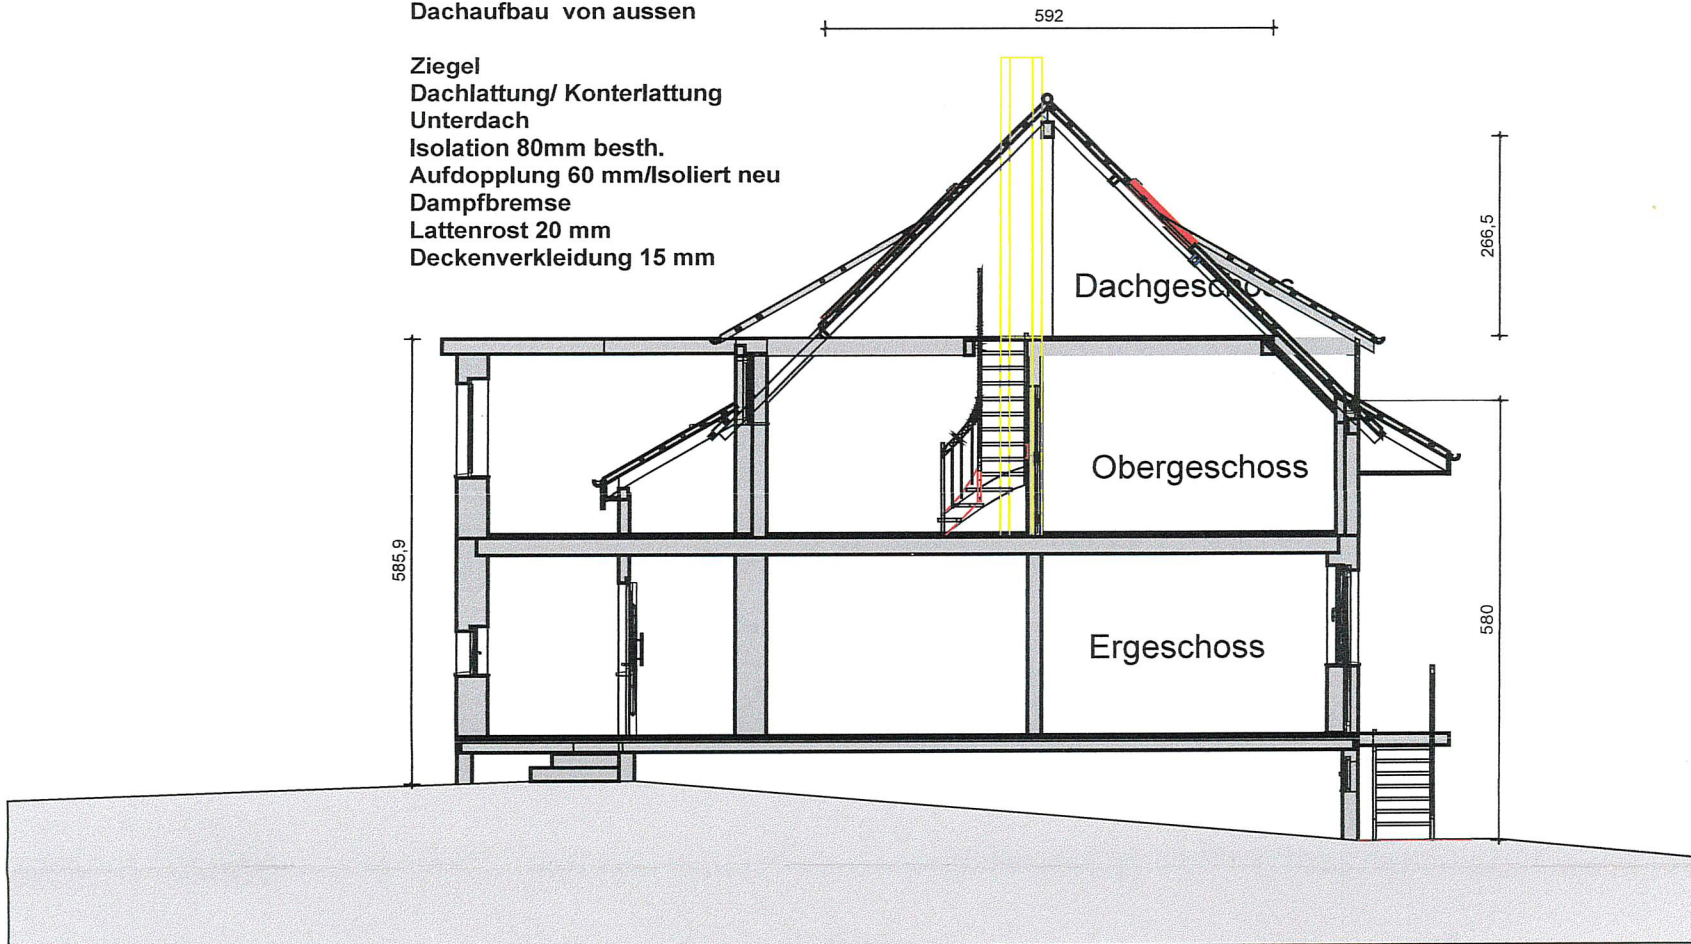 Dachaufbau von aussen
592
Ziegel
Dachlattung/ Konterlattung
Unterdach
Isolation 80mm besth.
Aufdopplung 60 mm/Isoliert neu
Dampfbremse
Lattenrost 20 mm
Deckenverkleidung 15 mm
266,5
Dachgeschoss
Obergeschoss
585,9
580
Ergeschoss